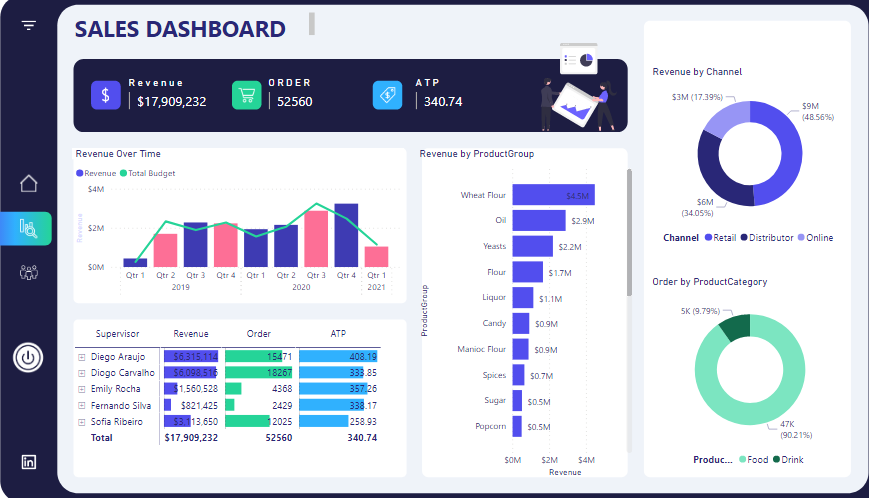 SALES DASHBOARD
Revenue
$17,909,232
ORDER
52560
ATP
340.74
Revenue Over Time
Revenue Total Budget
Revenue
$4M
$2M
$0M
Qtr 1 Qtr 2 Qtr 3 Qtr 4 Qtr 1 Qtr 2 Qtr 3 Qtr 4 Qtr 1
2019 2020 2021
Supervisor Revenue Order ATP
Diego Araujo $6,315,114 15471 408.19
Diogo Carvalho $6,098,516 18267 333.85
Emily Rocha $1,560,528 4368 357.26
Fernando Silva $821,425 2429 338.17
Sofia Ribeiro $3,113,650 12025 258.93
Total $17,909,232 52560 340.74
Revenue by ProductGroup
ProductGroup
Wheat Flour $4.5M
Oil $2.9M
Yeasts $2.2M
Flour $1.7M
Liquor $1.1M
Candy $0.9M
Manioc Flour $0.9M
Spices $0.7M
Sugar $0.5M
Popcorn $0.5M
$0M $2M $4M
Revenue
Revenue by Channel
$3M (17.39%)
$9M
(48.56%)
$6M
(34.05%)
Channel Retail Distributor Online
Order by ProductCategory
5K (9.79%)
47K
(90.21%)
Produc... Food Drink
in